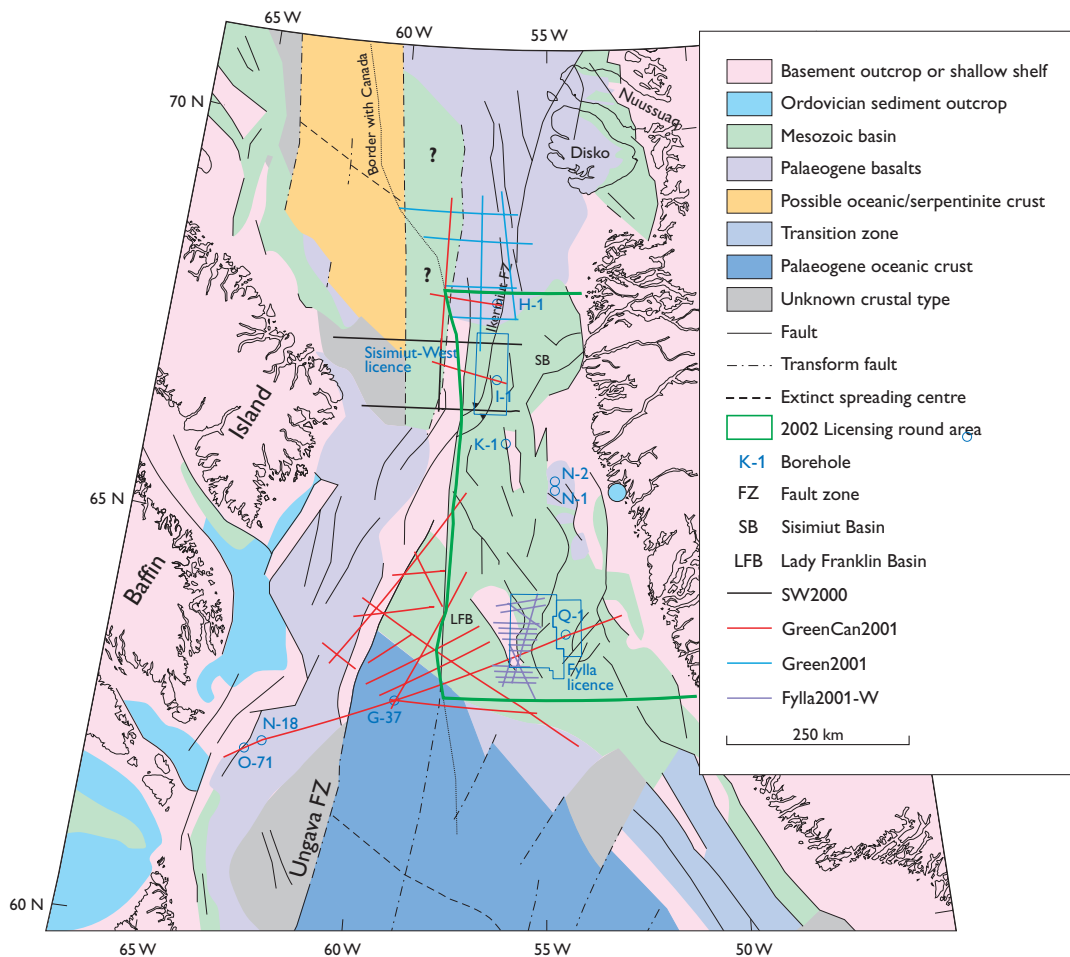 65 W
60 W
55 W
70 N
Border with Canada
Nuussuaq
Disko
?
?
Ikermiut FZ
H-1
Sisimiut-West
licence
SB
I-1
Island
K-1
N-2
N-1
65 N
Baffin
LFB
Q-1
Fylla
licence
G-37
N-18
O-71
Ungava FZ
60 N
65 W
60 W
55 W
50 W
Basement outcrop or shallow shelf
Ordovician sediment outcrop
Mesozoic basin
Palaeogene basalts
Possible oceanic/serpentinite crust
Transition zone
Palaeogene oceanic crust
Unknown crustal type
Fault
Transform fault
Extinct spreading centre
2002 Licensing round area
K-1 Borehole
FZ Fault zone
SB Sisimiut Basin
LFB Lady Franklin Basin
SW2000
GreenCan2001
Green2001
Fylla2001-W
250 km